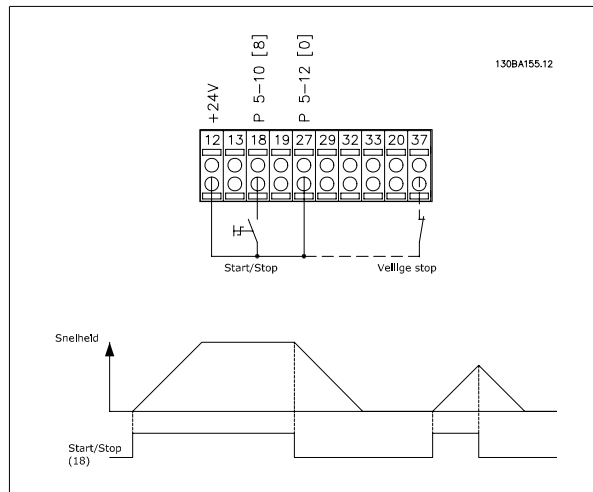 130BA155.12
+24V
P 5-10 [8]
P 5-12 [0]
12 13 18 19 27 29 32 33 20 37
Start/Stop
Veilige stop
Snelheid
Start/Stop
(18)